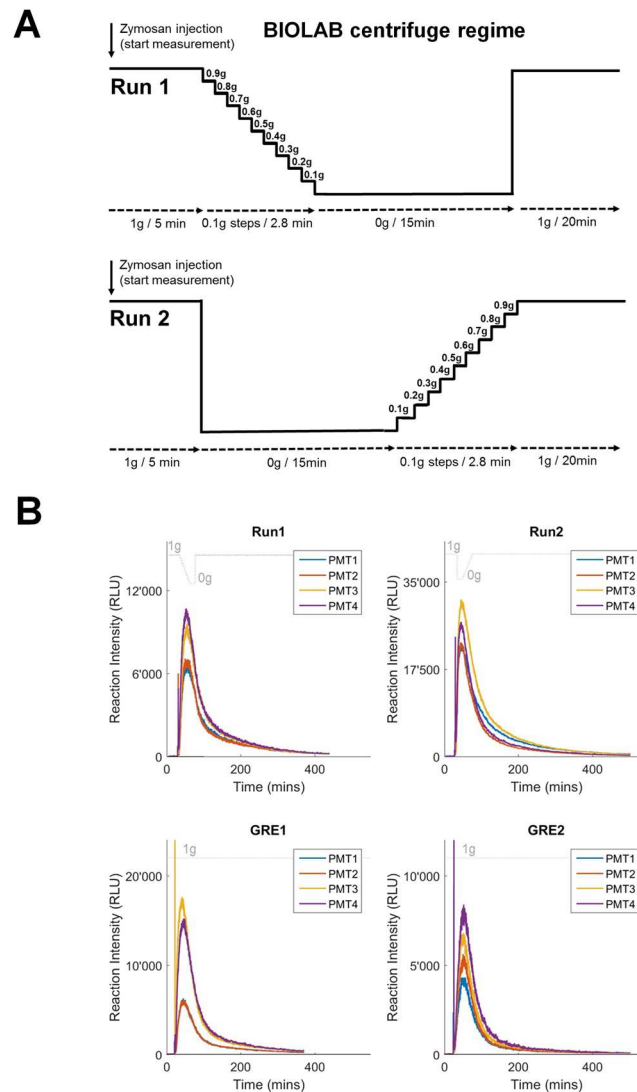 A
Zymosan injection
(start measurement)
BIOLAB centrifuge regime
Run 1
0.9g
0.8g
0.7g
0.6g
0.5g
0.4g
0.3g
0.2g
0.1g
1g / 5 min
0.1g steps / 2.8 min
0g / 15min
1g / 20min
Zymosan injection
(start measurement)
Run 2
0.9g
0.8g
0.7g
0.6g
0.5g
0.4g
0.3g
0.2g
0.1g
1g / 5 min
0g / 15min
0.1g steps / 2.8 min
1g / 20min
B
Run1
1g
0g
PMT1
PMT2
PMT3
PMT4
12'000
6'000
0
Reaction Intensity (RLU)
0 200 400
Time (mins)
Run2
1g
0g
PMT1
PMT2
PMT3
PMT4
35'000
17'500
0
Reaction Intensity (RLU)
0 200 400
Time (mins)
GRE1
1g
PMT1
PMT2
PMT3
PMT4
20'000
10'000
0
Reaction Intensity (RLU)
0 200 400
Time (mins)
GRE2
1g
PMT1
PMT2
PMT3
PMT4
10'000
5'000
0
Reaction Intensity (RLU)
0 200 400
Time (mins)